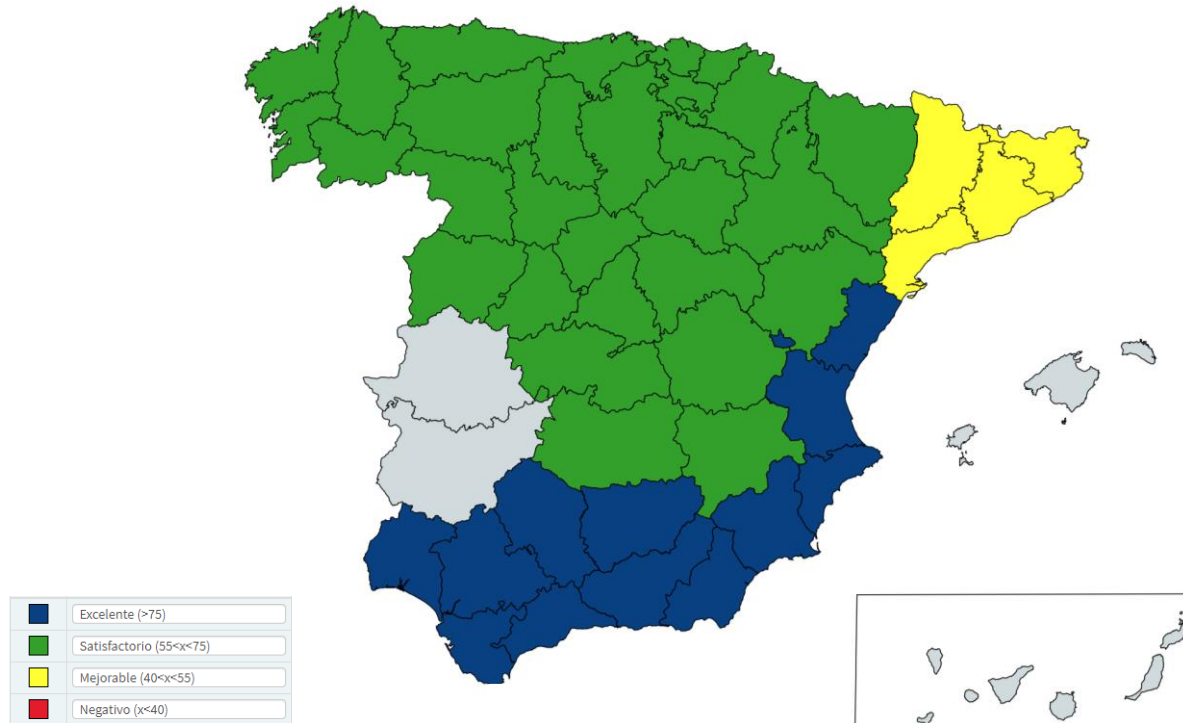 Excelente (>75)
Satisfactorio (55<x<75)
Mejorable (40<x<55)
Negativo (x<40)